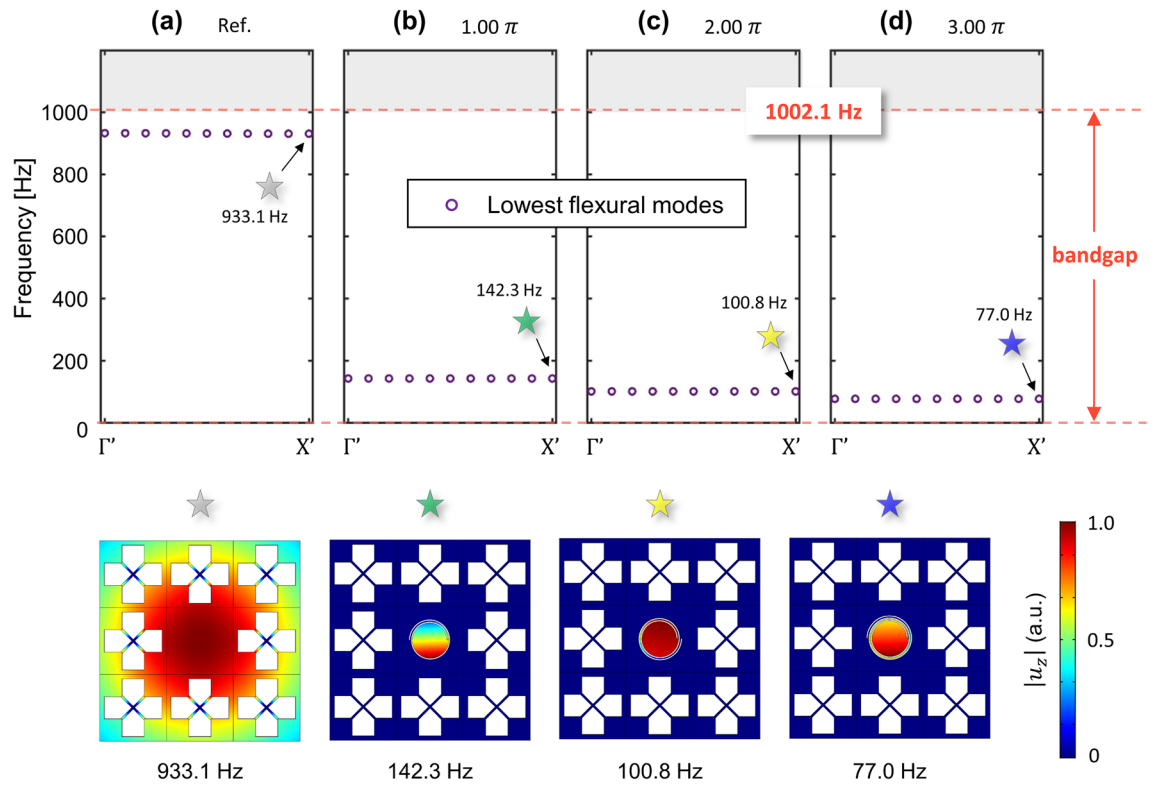 (a) Ref.
(b) 1.00 π
(c) 2.00 π
(d) 3.00 π
Frequency [Hz]
1000
800
600
400
200
0
1002.1 Hz
933.1 Hz
Lowest flexural modes
142.3 Hz
100.8 Hz
77.0 Hz
bandgap
Γ’ X’
Γ’ X’
Γ’ X’
Γ’ X’
1.0
0.5
0
|u_z| (a.u.)
933.1 Hz
142.3 Hz
100.8 Hz
77.0 Hz